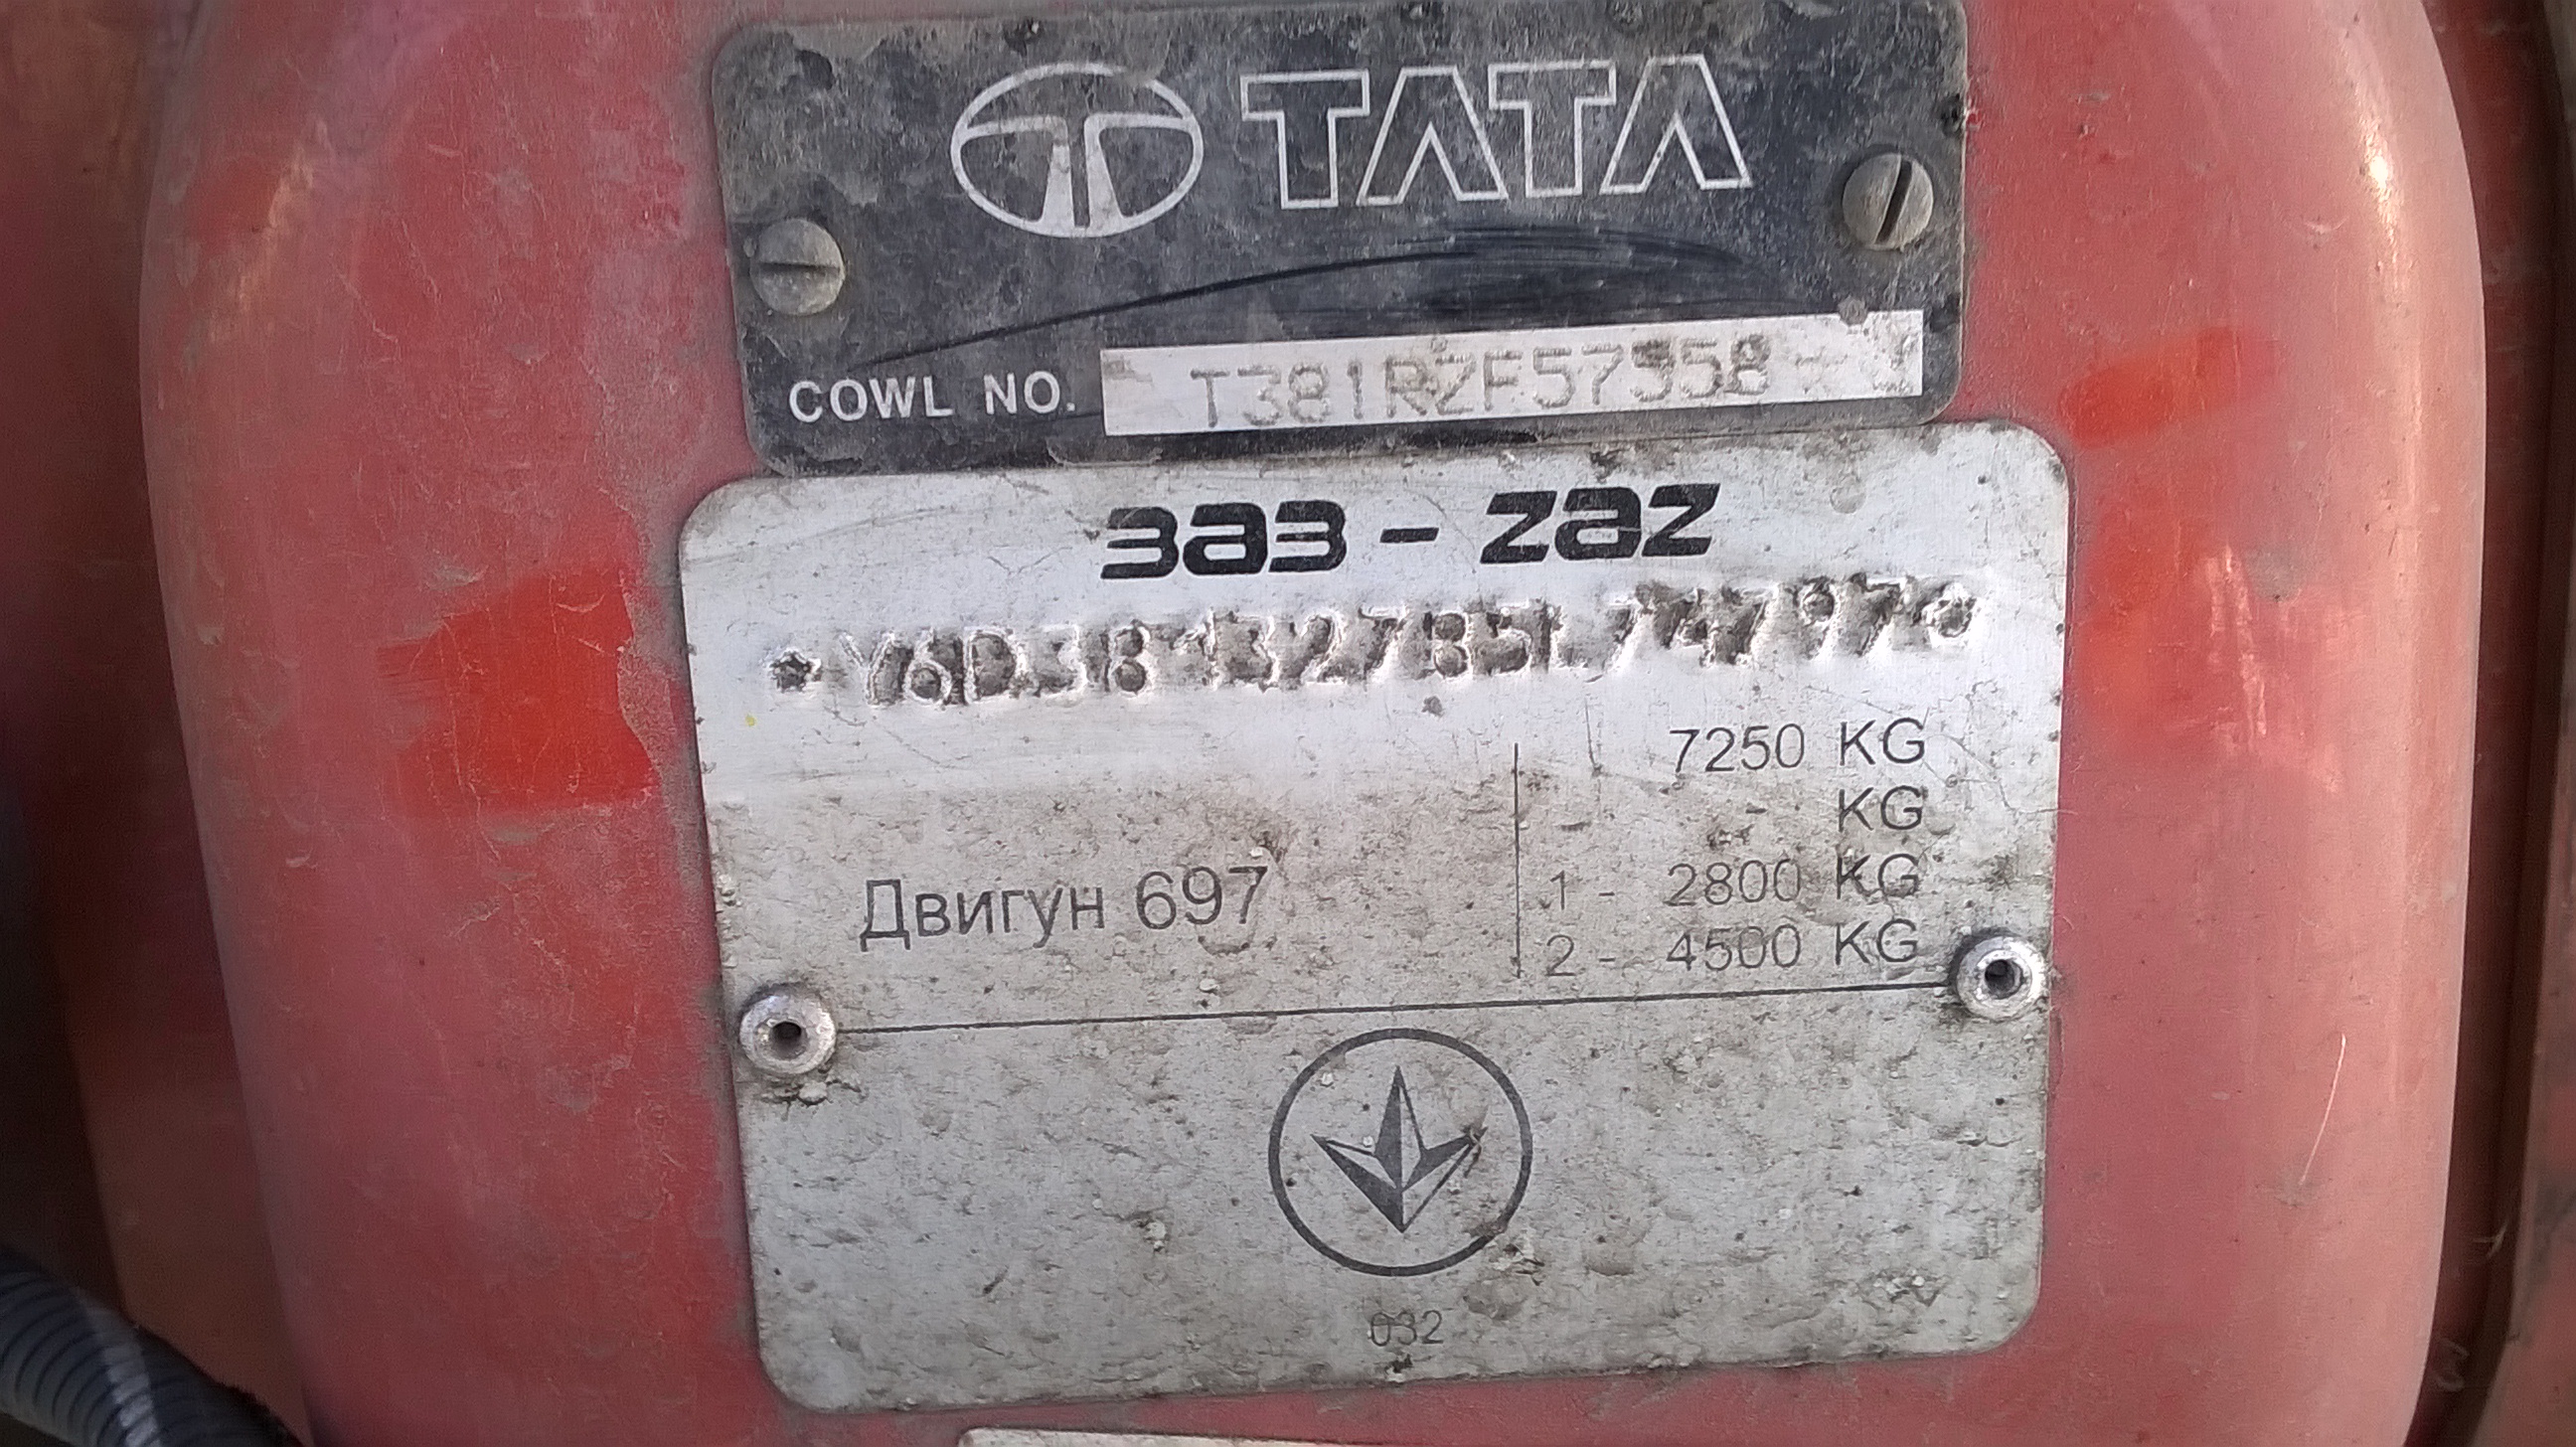 TATA
COWL NO. T381RZF57558
ЗАЗ - ZAZ
7250 KG
- KG
Двигун 697
1 - 2800 KG
2 - 4500 KG
032